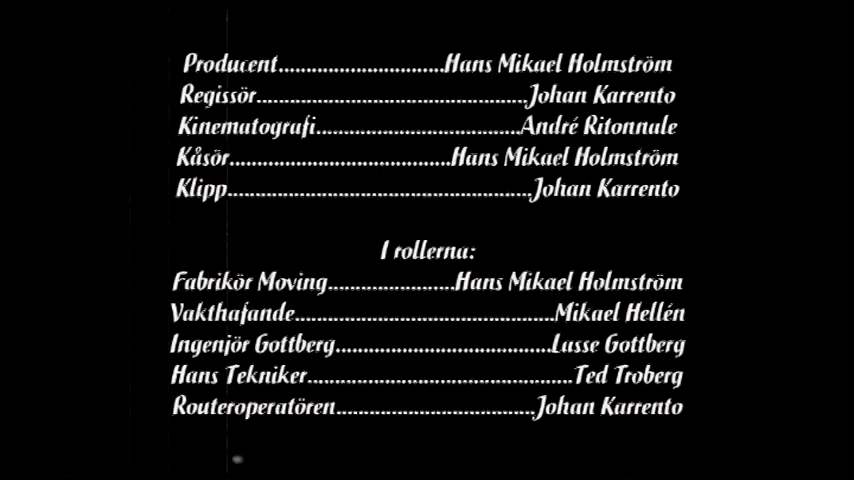 Producent..............................Hans Mikael Holmström
Regissör.................................................Johan Karrento
Kinematografi.....................................André Ritonnale
Kåsör........................................Hans Mikael Holmström
Klipp.......................................................Johan Karrento
I rollerna:
Fabrikör Moving.......................Hans Mikael Holmström
Vakthafande...............................................Mikael Hellén
Ingenjör Gottberg.......................................Lasse Gottberg
Hans Tekniker................................................Ted Troberg
Routeroperatören....................................Johan Karrento